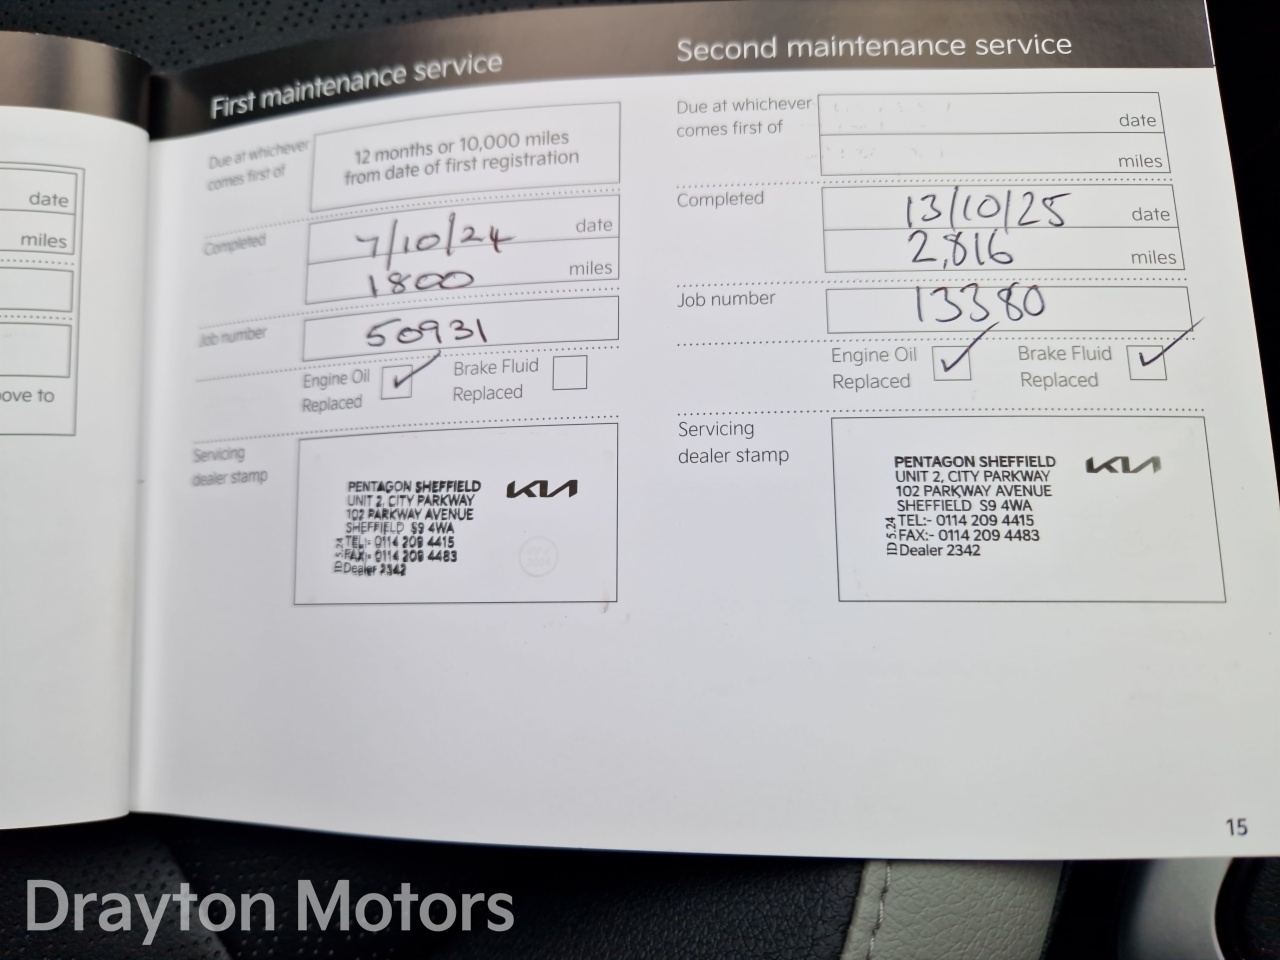 date
miles
ove to
First maintenance service
Due at whichever
comes first of
12 months or 10,000 miles
from date of first registration
Completed
7/10/24 date
1800 miles
Job number
50931
Engine Oil
Replaced
Brake Fluid
Replaced
Servicing
dealer stamp
PENTAGON SHEFFIELD
UNIT 2, CITY PARKWAY
102 PARKWAY AVENUE
SHEFFIELD S9 4WA
TEL:- 0114 209 4415
FAX:- 0114 209 4483
Dealer 2342
ID 5.24
KIA
Second maintenance service
Due at whichever
comes first of
date
miles
Completed
13/10/25 date
2,816 miles
Job number
13380
Engine Oil
Replaced
Brake Fluid
Replaced
Servicing
dealer stamp
PENTAGON SHEFFIELD
UNIT 2, CITY PARKWAY
102 PARKWAY AVENUE
SHEFFIELD S9 4WA
TEL:- 0114 209 4415
FAX:- 0114 209 4483
Dealer 2342
ID 5.24
KIA
15
Drayton Motors